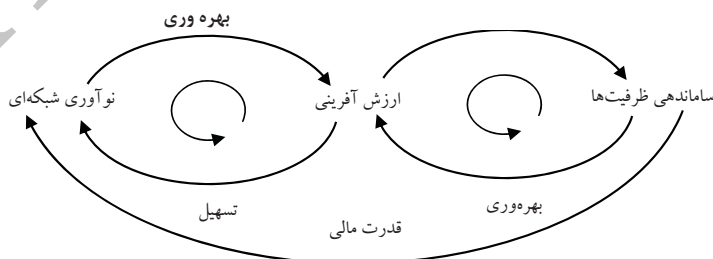 بهره وری
ساماندهی ظرفیت‌ها
ارزش آفرینی
نوآوری شبکه‌ای
بهره‌وری
تسهیل
قدرت مالی